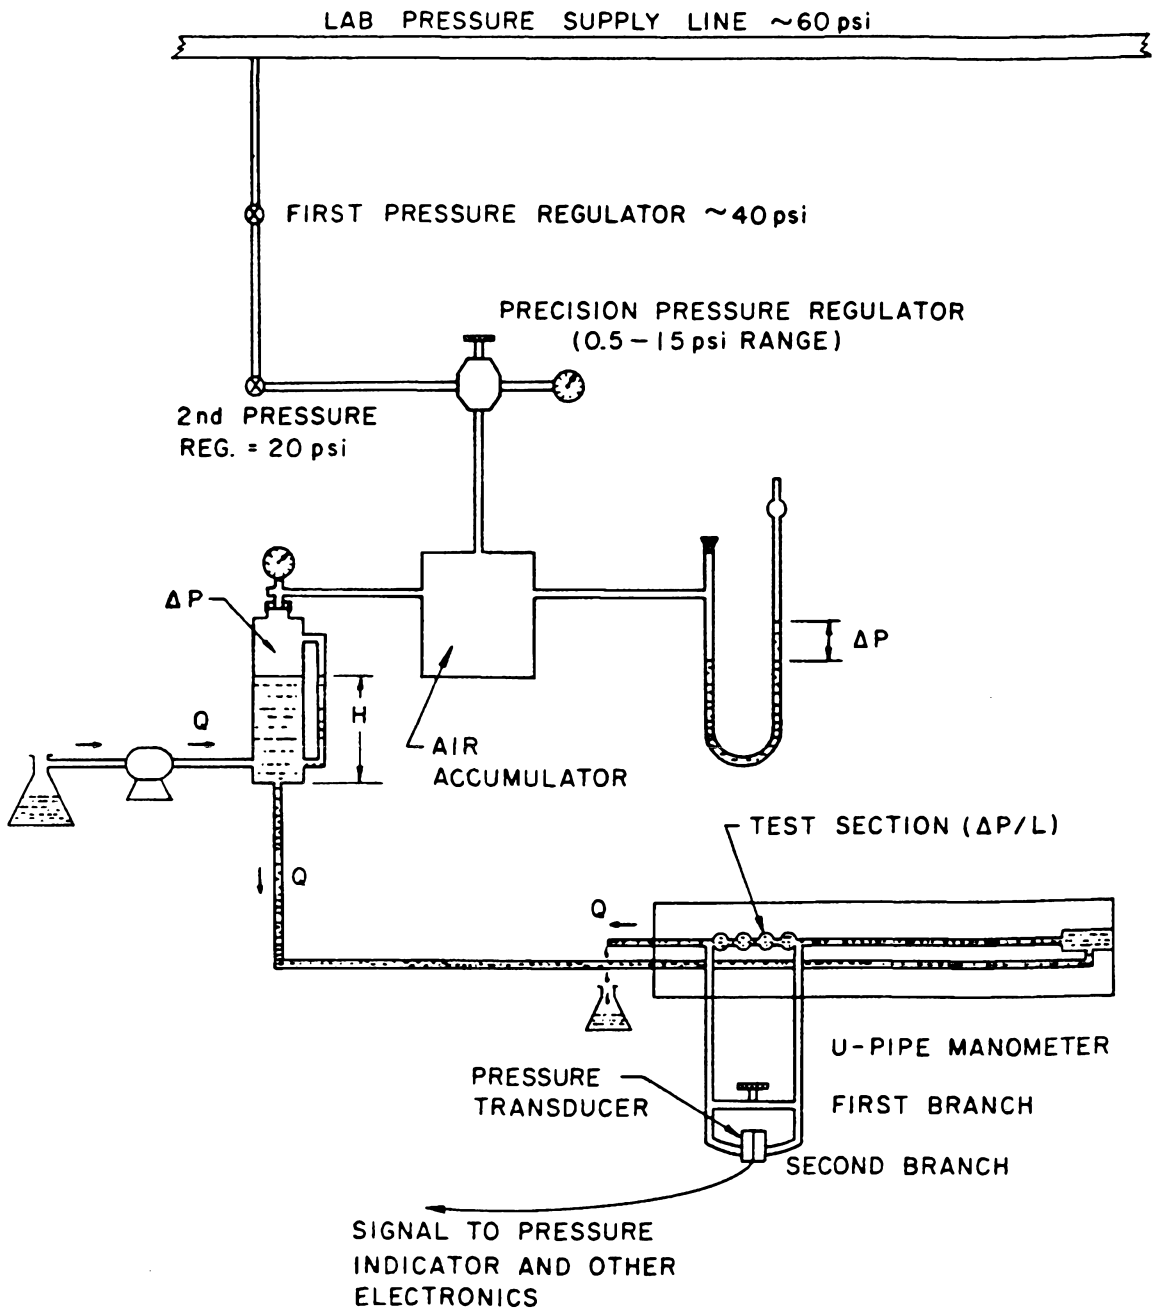 LAB PRESSURE SUPPLY LINE ~60 psi
FIRST PRESSURE REGULATOR ~40 psi
PRECISION PRESSURE REGULATOR
(0.5-15 psi RANGE)
2nd PRESSURE
REG. = 20 psi
ΔP
ΔP
H
Q
AIR
ACCUMULATOR
TEST SECTION (ΔP/L)
Q
Q
U-PIPE MANOMETER
PRESSURE
TRANSDUCER
FIRST BRANCH
SECOND BRANCH
SIGNAL TO PRESSURE
INDICATOR AND OTHER
ELECTRONICS